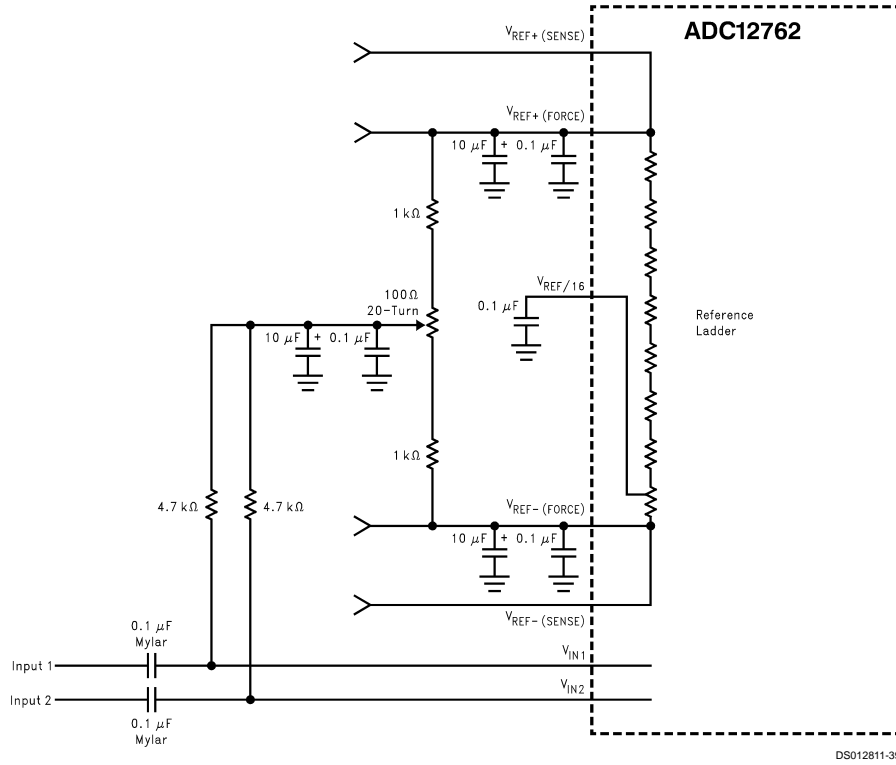 ADC12762
VREF+ (SENSE)
VREF+ (FORCE)
10 μF + 0.1 μF
1 kΩ
VREF/16
100Ω
20-Turn
0.1 μF
10 μF + 0.1 μF
Reference
Ladder
1 kΩ
4.7 kΩ
4.7 kΩ
VREF- (FORCE)
10 μF + 0.1 μF
VREF- (SENSE)
0.1 μF
Mylar
Input 1
VIN1
Input 2
VIN2
0.1 μF
Mylar